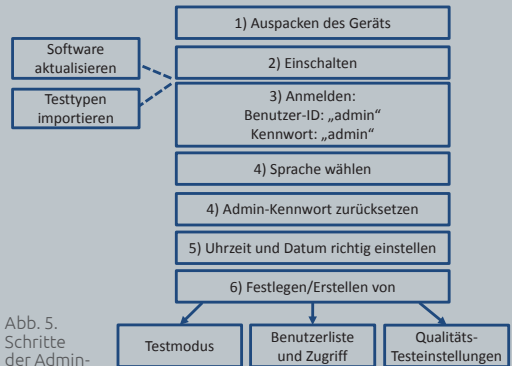 1) Auspacken des Geräts
Software
aktualisieren
2) Einschalten
Testtypen
importieren
3) Anmelden:
Benutzer-ID: „admin“
Kennwort: „admin“
4) Sprache wählen
4) Admin-Kennwort zurücksetzen
5) Uhrzeit und Datum richtig einstellen
6) Festlegen/Erstellen von
Abb. 5.
Schritte
der Admin-
Testmodus
Benutzerliste
und Zugriff
Qualitäts-
Testeinstellungen